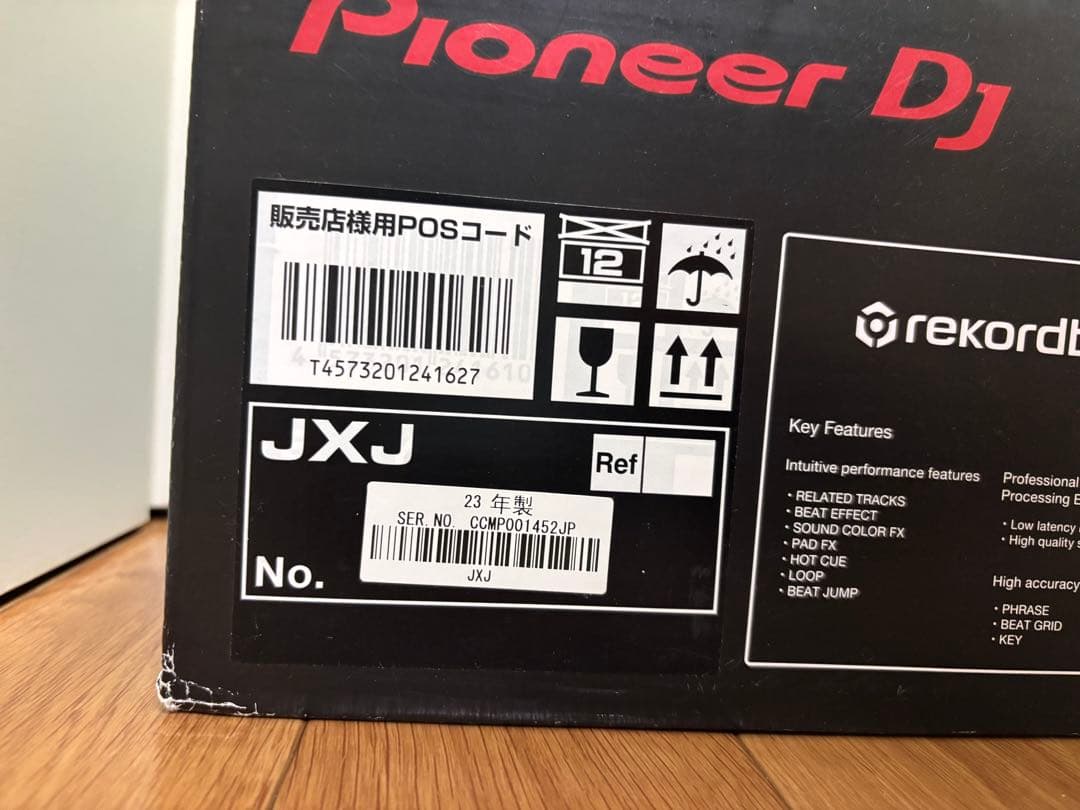 Pioneer Dj
販売店様用POSコード
T4573201241627
12
JXJ
Ref
23 年製
SER.NO. CCMP001452JP
JXJ
No.
rekordb
Key Features
Intuitive performance features
・RELATED TRACKS
・BEAT EFFECT
・SOUND COLOR FX
・PAD FX
・HOT CUE
・LOOP
・BEAT JUMP
Professional
Processing E
・Low latency
・High quality s
High accuracy
・PHRASE
・BEAT GRID
・KEY